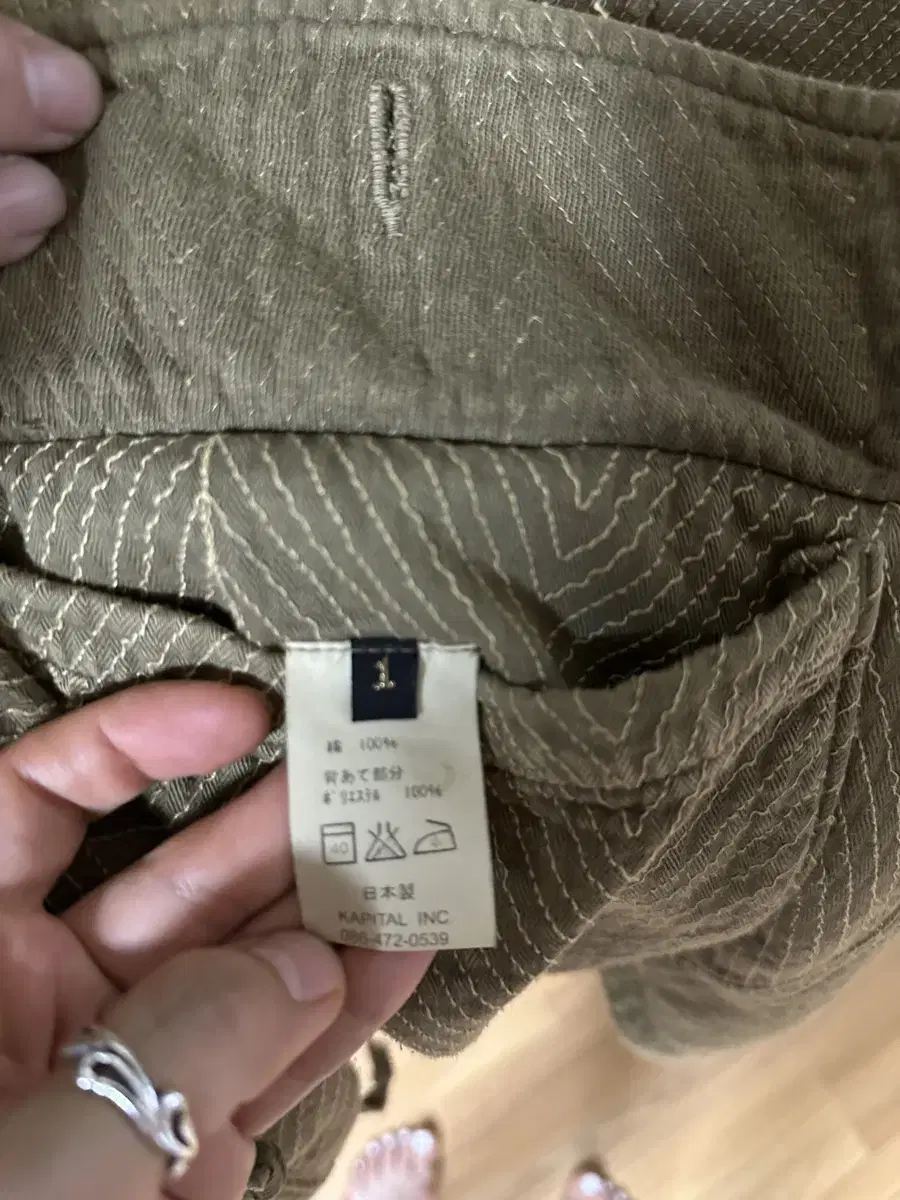 1
綿 100%
背あて部分
ポリエステル 100%
40
日本製
KAPITAL INC
086-472-0539